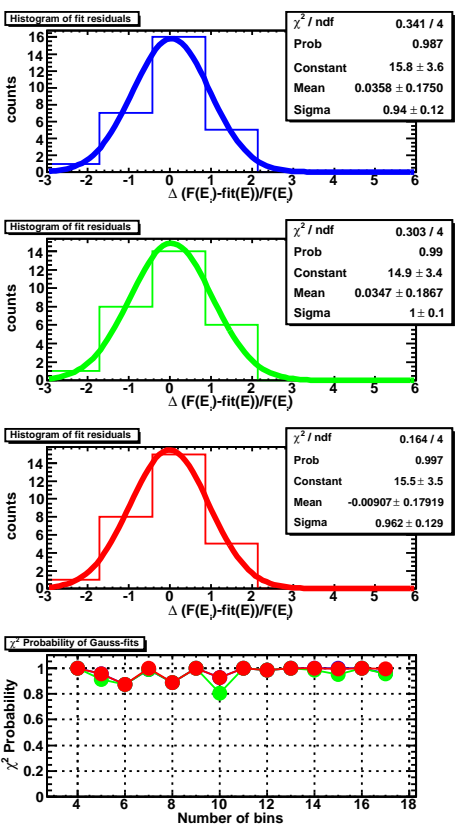 Histogram of fit residuals
χ² / ndf 0.341 / 4
Prob 0.987
Constant 15.8 ± 3.6
Mean 0.0358 ± 0.1750
Sigma 0.94 ± 0.12
counts
16
14
12
10
8
6
4
2
0
-3 -2 -1 0 1 2 3 4 5 6
Δ (F(E_i)-fit(E))/F(E_i)
Histogram of fit residuals
χ² / ndf 0.303 / 4
Prob 0.99
Constant 14.9 ± 3.4
Mean 0.0347 ± 0.1867
Sigma 1 ± 0.1
counts
14
12
10
8
6
4
2
0
-3 -2 -1 0 1 2 3 4 5 6
Δ (F(E_i)-fit(E))/F(E_i)
Histogram of fit residuals
χ² / ndf 0.164 / 4
Prob 0.997
Constant 15.5 ± 3.5
Mean -0.00907 ± 0.17919
Sigma 0.962 ± 0.129
counts
14
12
10
8
6
4
2
0
-3 -2 -1 0 1 2 3 4 5 6
Δ (F(E_i)-fit(E))/F(E_i)
χ² Probability of Gauss-fits
χ² Probability
1
0.8
0.6
0.4
0.2
0
4 6 8 10 12 14 16 18
Number of bins